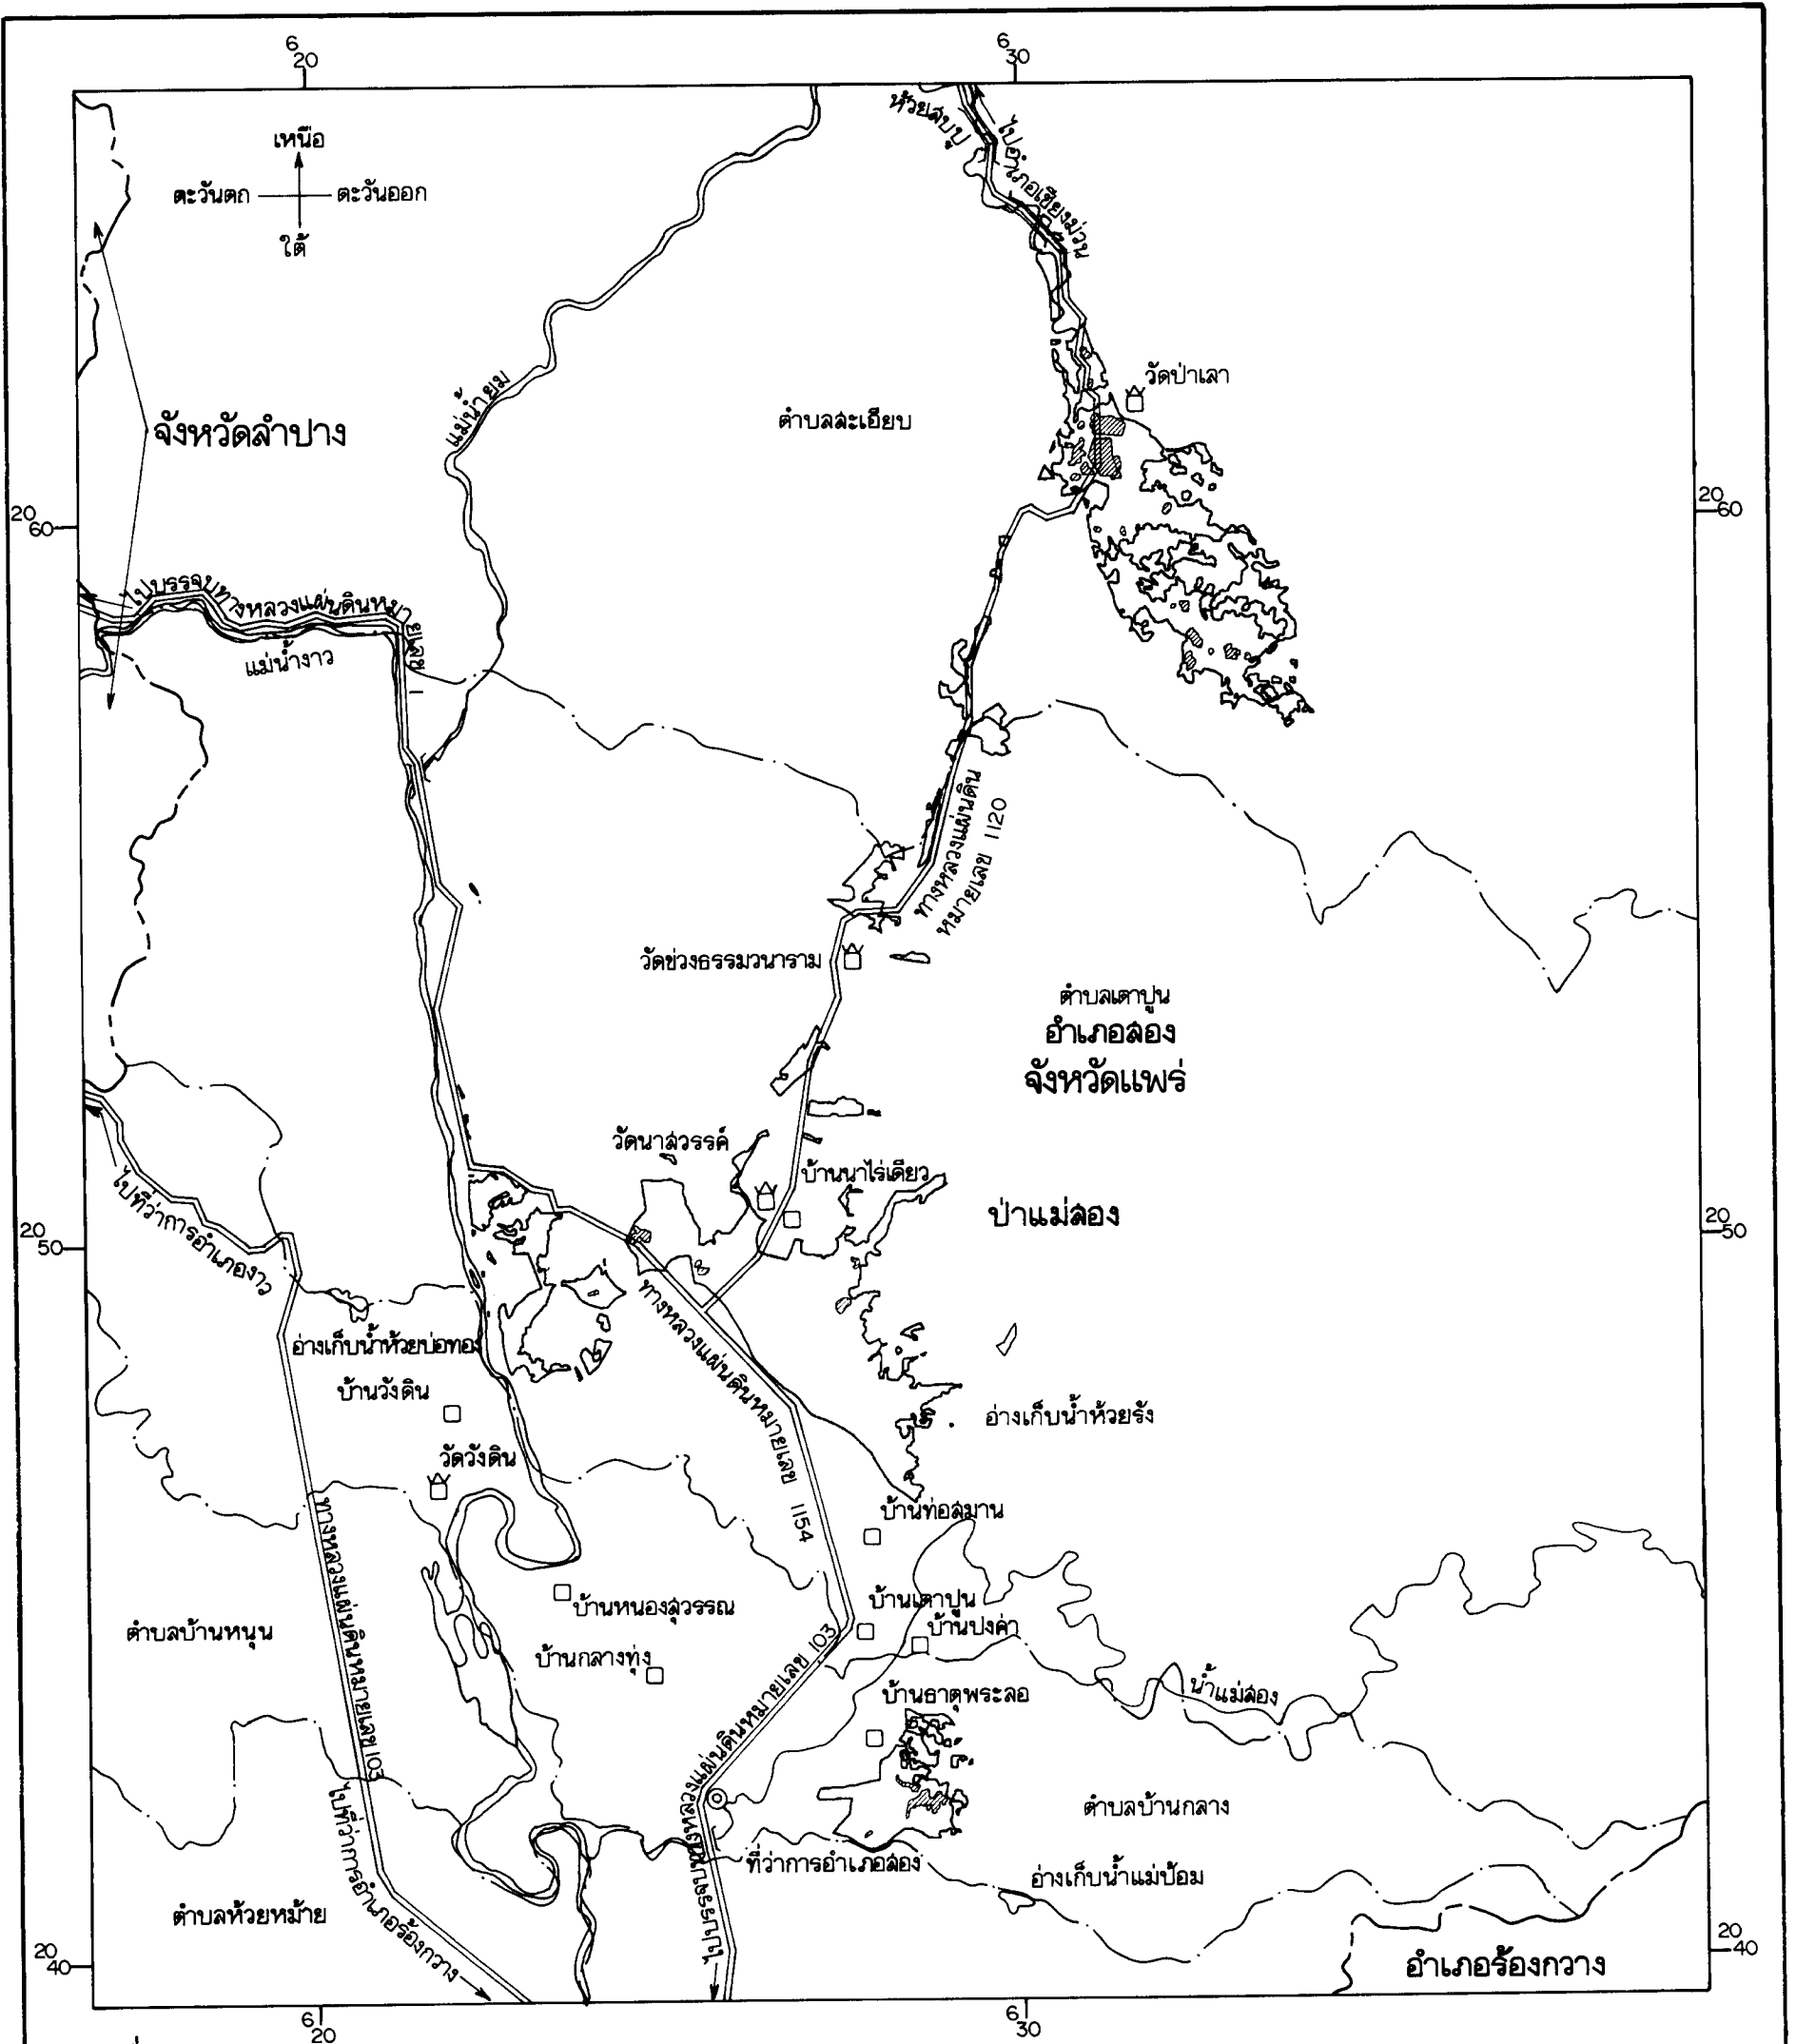 6 20
6 30
เหนือ
ตะวันตก ตะวันออก
ใต้
ห้วยสบปู
ไปอำเภอเชียงม่วน
แม่น้ำยม
จังหวัดลำปาง
ตำบลสะเอียบ
วัดป่าเลา
20 60
20 60
ไปบรรจบทางหลวงแผ่นดินหมายเลข 1
แม่น้ำงาว
ทางหลวงแผ่นดิน
หมายเลข 1120
วัดข่วงธรรมวนาราม
ตำบลเตาปูน
อำเภอสอง
จังหวัดแพร่
วัดนาสวรรค์
บ้านนาไร่เดียว
ป่าแม่สอง
ไปที่ว่าการอำเภองาว
20 50
20 50
อ่างเก็บน้ำห้วยบ่อทอง
ทางหลวงแผ่นดินหมายเลข 1154
บ้านวังดิน
อ่างเก็บน้ำห้วยรัง
วัดวังดิน
บ้านท่อสมาน
ทางหลวงแผ่นดินหมายเลข 103
บ้านหนองสุวรรณ
บ้านเตาปูน
บ้านปงค่า
ตำบลบ้านหนุน
บ้านกลางทุ่ง
ทางหลวงแผ่นดินหมายเลข 103
น้ำแม่สอง
บ้านธาตุพระลอ
ตำบลบ้านกลาง
ที่ว่าการอำเภอสอง
อ่างเก็บน้ำแม่ป้อม
ไปที่ว่าการอำเภอร้องกวาง
ตำบลห้วยหม้าย
อำเภอร้องกวาง
20 40
20 40
6 20
6 30